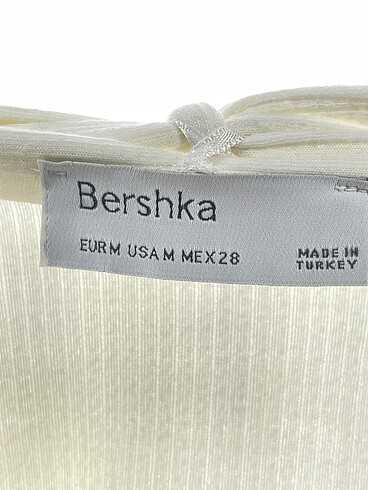 Bershka
EUR M USA M MEX 28
MADE IN
TURKEY